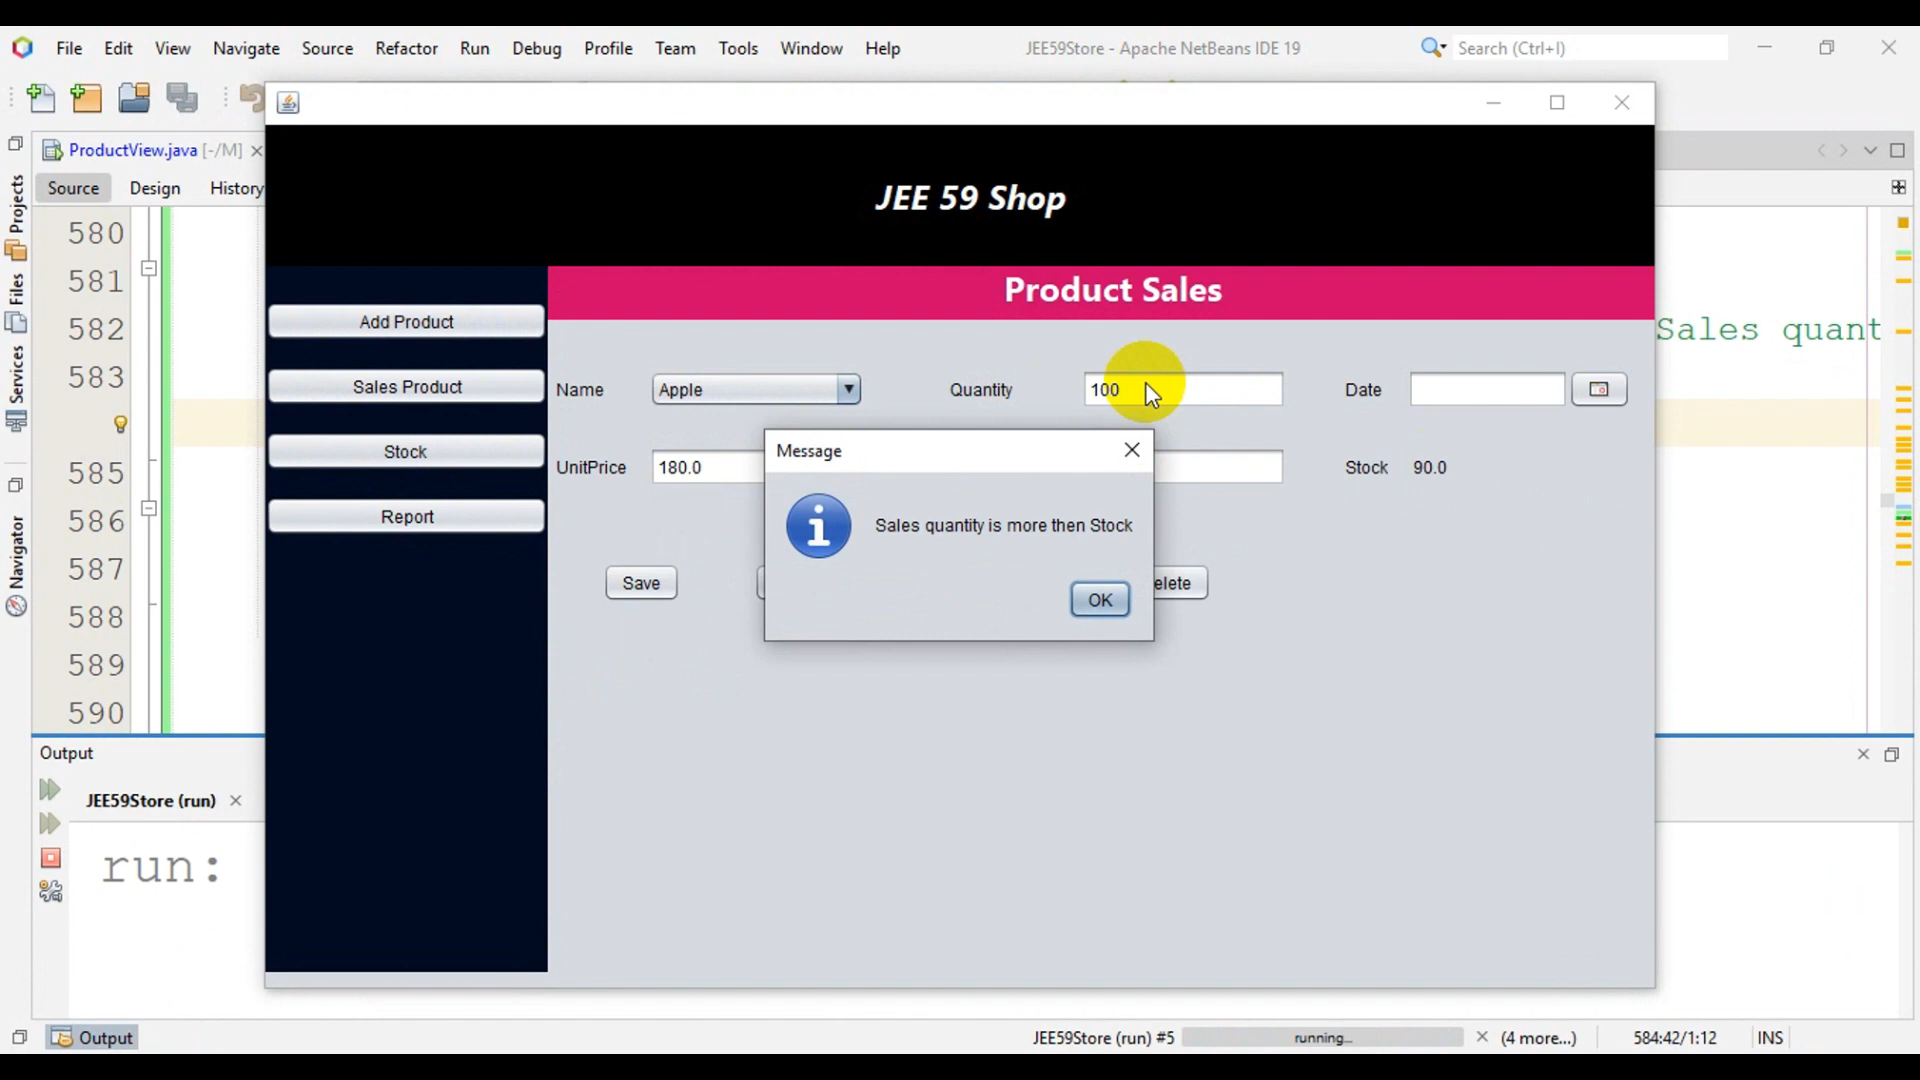 File Edit View Navigate Source Refactor Run Debug Profile Team Tools Window Help JEE59Store - Apache NetBeans IDE 19 Search (Ctrl+I)
ProductView.java [-/M]
Source Design History
Projects
Files
Services
Navigator
580
581
582
583
585
586
587
588
589
590
Sales quant
JEE 59 Shop
Product Sales
Add Product
Sales Product
Stock
Report
Name Apple Quantity 100 Date
UnitPrice 180.0 Stock 90.0
Save elete
Message
Sales quantity is more then Stock
OK
Output
JEE59Store (run)
run:
Output JEE59Store (run) #5 running... (4 more...) 584:42/1:12 INS